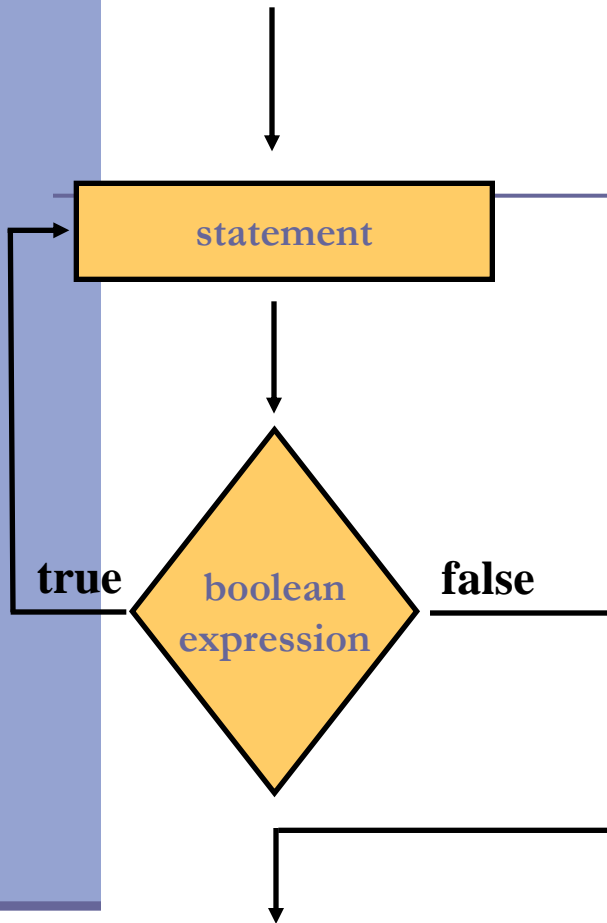 statement
true
boolean
expression
false